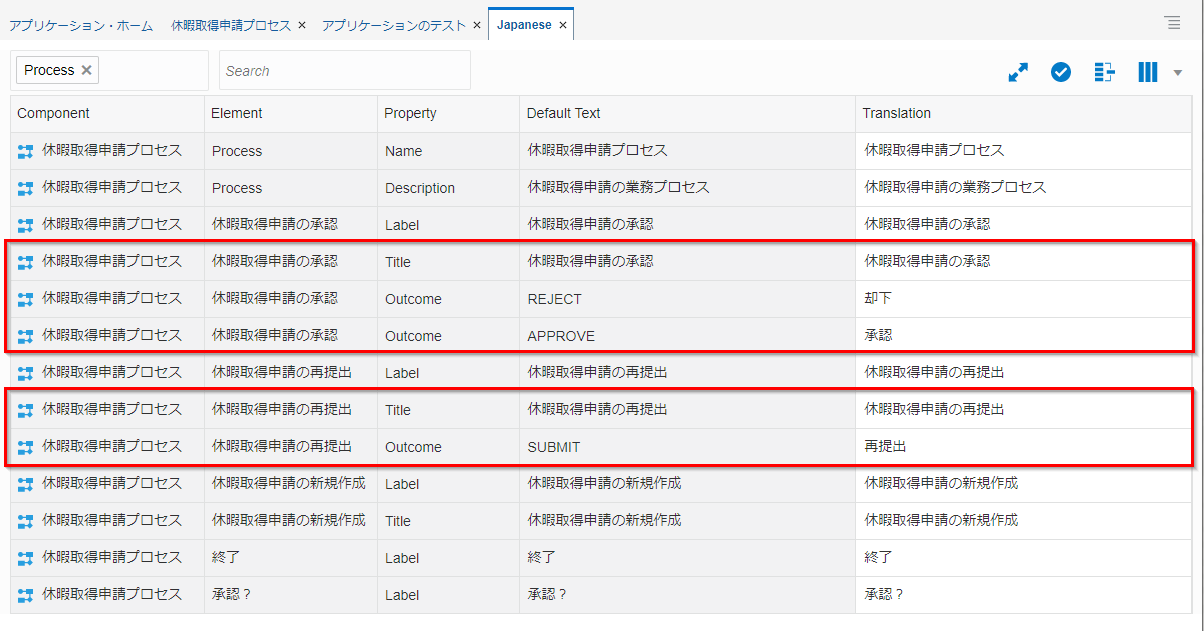 アプリケーション・ホーム 休暇取得申請プロセス × アプリケーションのテスト × Japanese ×
Process × Search
Component Element Property Default Text Translation
休暇取得申請プロセス Process Name 休暇取得申請プロセス 休暇取得申請プロセス
休暇取得申請プロセス Process Description 休暇取得申請の業務プロセス 休暇取得申請の業務プロセス
休暇取得申請プロセス 休暇取得申請の承認 Label 休暇取得申請の承認 休暇取得申請の承認
休暇取得申請プロセス 休暇取得申請の承認 Title 休暇取得申請の承認 休暇取得申請の承認
休暇取得申請プロセス 休暇取得申請の承認 Outcome REJECT 却下
休暇取得申請プロセス 休暇取得申請の承認 Outcome APPROVE 承認
休暇取得申請プロセス 休暇取得申請の再提出 Label 休暇取得申請の再提出 休暇取得申請の再提出
休暇取得申請プロセス 休暇取得申請の再提出 Title 休暇取得申請の再提出 休暇取得申請の再提出
休暇取得申請プロセス 休暇取得申請の再提出 Outcome SUBMIT 再提出
休暇取得申請プロセス 休暇取得申請の新規作成 Label 休暇取得申請の新規作成 休暇取得申請の新規作成
休暇取得申請プロセス 休暇取得申請の新規作成 Title 休暇取得申請の新規作成 休暇取得申請の新規作成
休暇取得申請プロセス 終了 Label 終了 終了
休暇取得申請プロセス 承認？ Label 承認？ 承認？